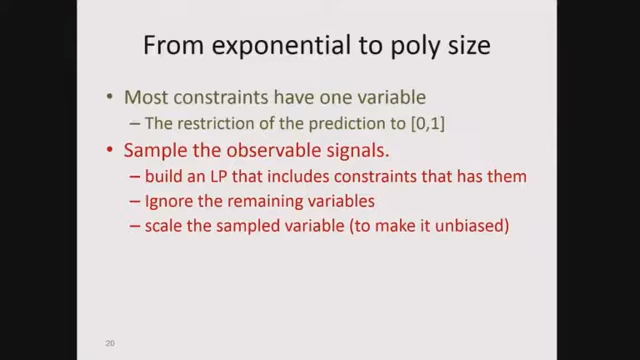 From exponential to poly size
• Most constraints have one variable
– The restriction of the prediction to [0,1]
• Sample the observable signals.
– build an LP that includes constraints that has them
– Ignore the remaining variables
– scale the sampled variable (to make it unbiased)
20